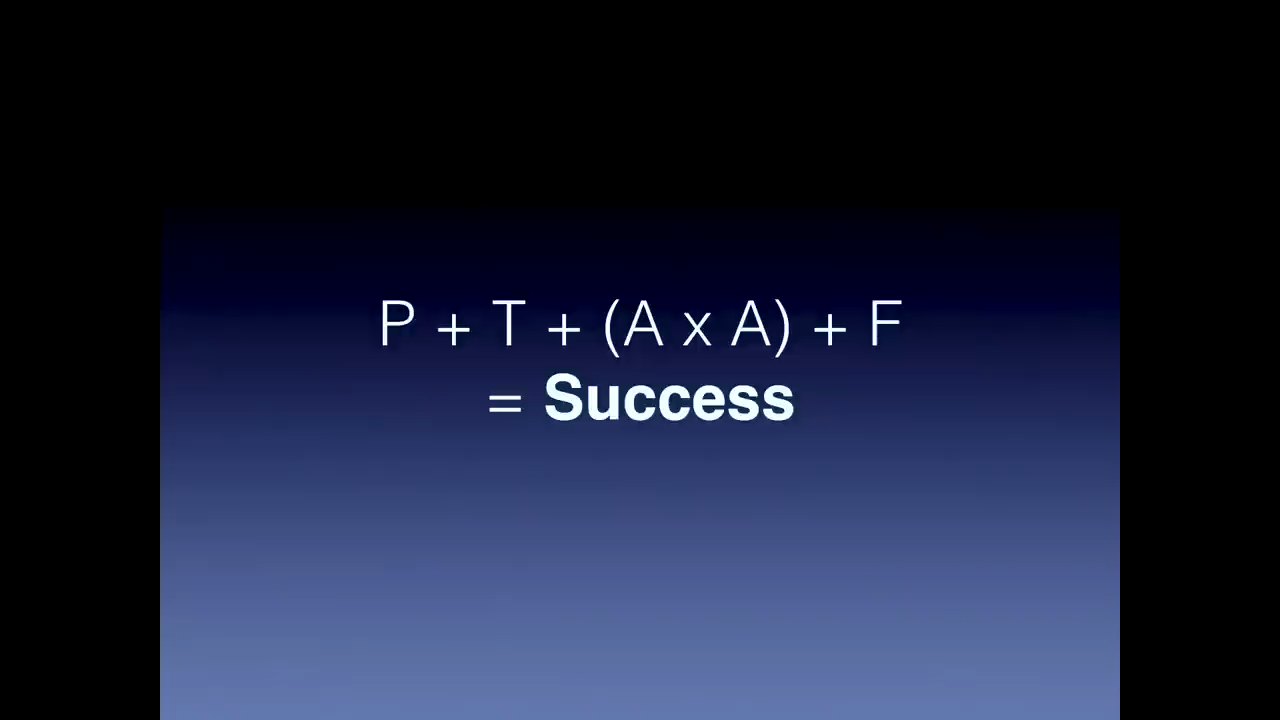 P + T + (A x A) + F
= Success